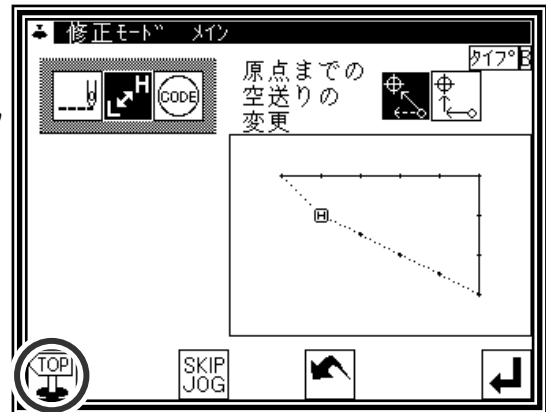 修正ﾓｰﾄﾞ ﾒｲﾝ
ﾀｲﾌﾟB
L H
CODE
原点までの
空送りの
変更
H
TOP
SKIP
JOG